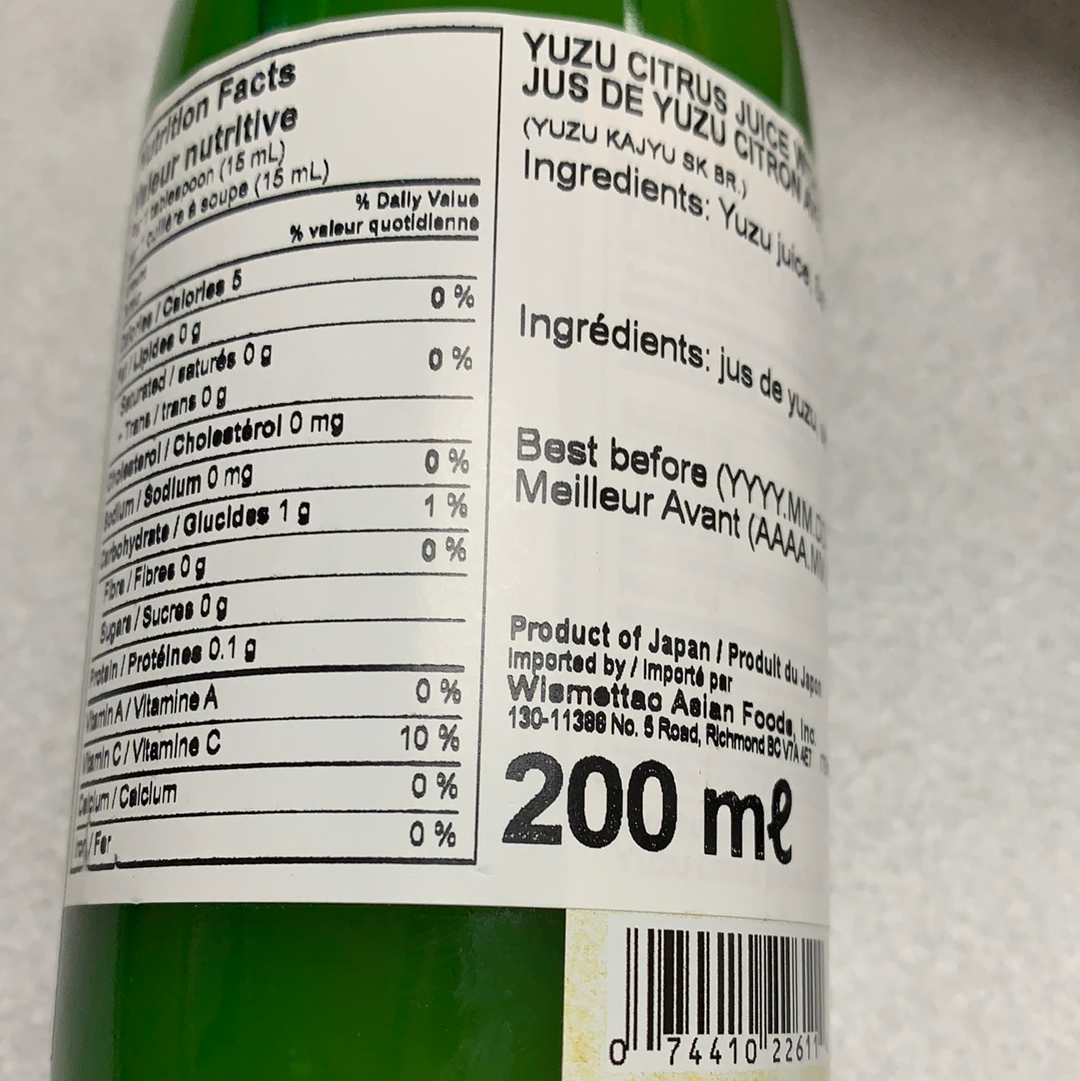 Nutrition Facts
Valeur nutritive
tablespoon (15 mL)
cuillère à soupe (15 mL)
% Daily Value
% valeur quotidienne
Calories / Calories 5
/ Lipides 0 g 0 %
Saturated / saturés 0 g
+ Trans / trans 0 g 0 %
Cholesterol / Cholestérol 0 mg
Sodium / Sodium 0 mg 0 %
Carbohydrate / Glucides 1 g 1 %
Fibre / Fibres 0 g 0 %
Sugars / Sucres 0 g
Protein / Protéines 0.1 g
Vitamin A / Vitamine A 0 %
Vitamin C / Vitamine C 10 %
Calcium / Calcium 0 %
Iron / Fer 0 %
YUZU CITRUS JUICE
JUS DE YUZU CITRON
(YUZU KAJYU SK BR.)
Ingredients: Yuzu juice
Ingrédients: jus de yuzu
Best before (YYYY.MM.D
Meilleur Avant (AAAA.M
Product of Japan / Produit du Japon
Imported by / Importé par
Wismettac Asian Foods, Inc.
130-11388 No. 5 Road, Richmond BC V7A 4E7
200 ml
0 74410 22611